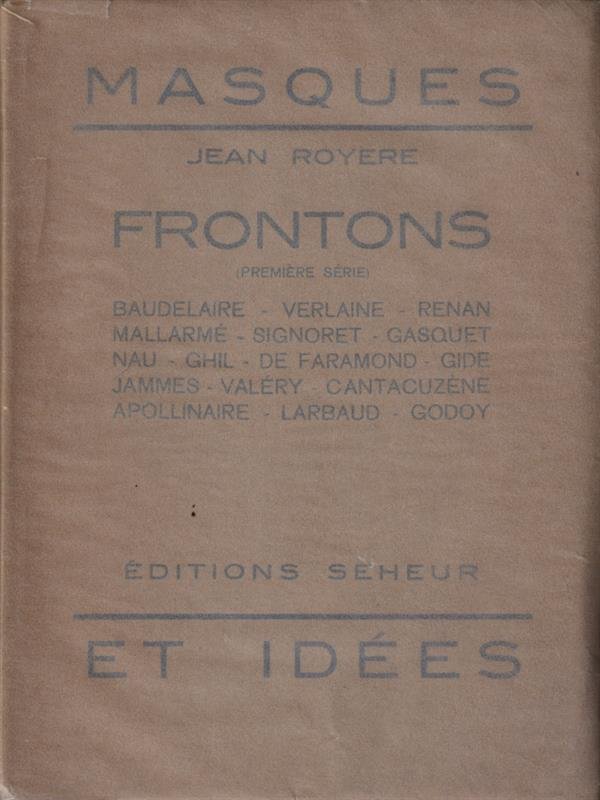 MASQUES
JEAN ROYERE
FRONTONS
(PREMIÈRE SÉRIE)
BAUDELAIRE - VERLAINE - RENAN
MALLARMÉ - SIGNORET - GASQUET
NAU - GHIL - DE FARAMOND - GIDE
JAMMES - VALÉRY - CANTACUZÈNE
APOLLINAIRE - LARBAUD - GODOY
ÉDITIONS SEHEUR
ET IDÉES